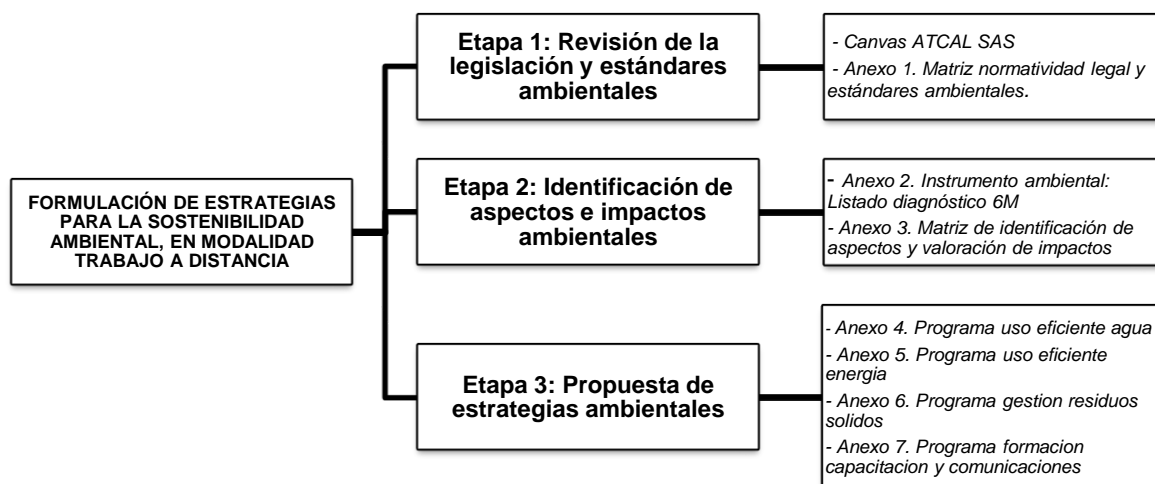 FORMULACIÓN DE ESTRATEGIAS
PARA LA SOSTENIBILIDAD
AMBIENTAL, EN MODALIDAD
TRABAJO A DISTANCIA
Etapa 1: Revisión de la
legislación y estándares
ambientales
- Canvas ATCAL SAS
- Anexo 1. Matriz normatividad legal y
estándares ambientales.
Etapa 2: Identificación de
aspectos e impactos
ambientales
- Anexo 2. Instrumento ambiental:
Listado diagnóstico 6M
- Anexo 3. Matriz de identificación de
aspectos y valoración de impactos
Etapa 3: Propuesta de
estrategias ambientales
- Anexo 4. Programa uso eficiente agua
- Anexo 5. Programa uso eficiente
energia
- Anexo 6. Programa gestion residuos
solidos
- Anexo 7. Programa formacion
capacitacion y comunicaciones